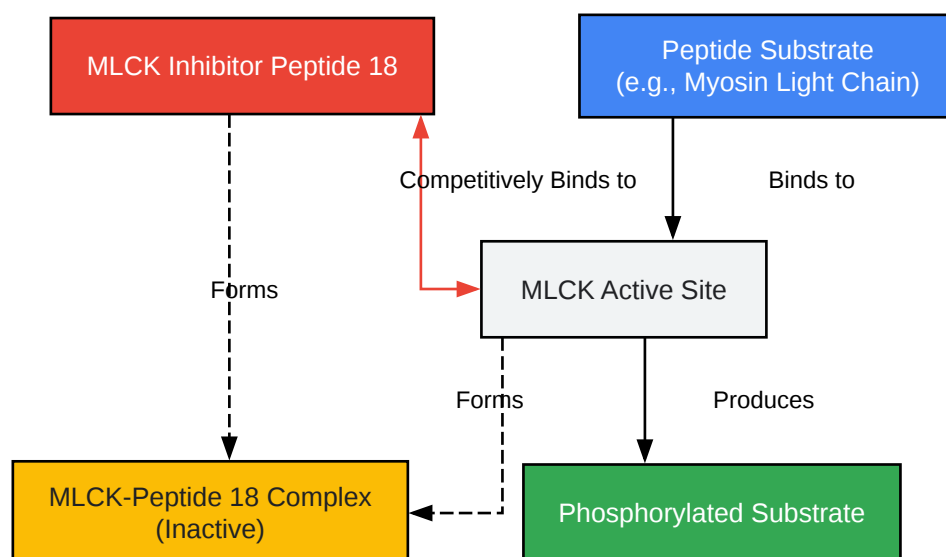 MLCK Inhibitor Peptide 18
Peptide Substrate
(e.g., Myosin Light Chain)
Competitively Binds to
Binds to
Forms
MLCK Active Site
Forms
Produces
MLCK-Peptide 18 Complex
(Inactive)
Phosphorylated Substrate